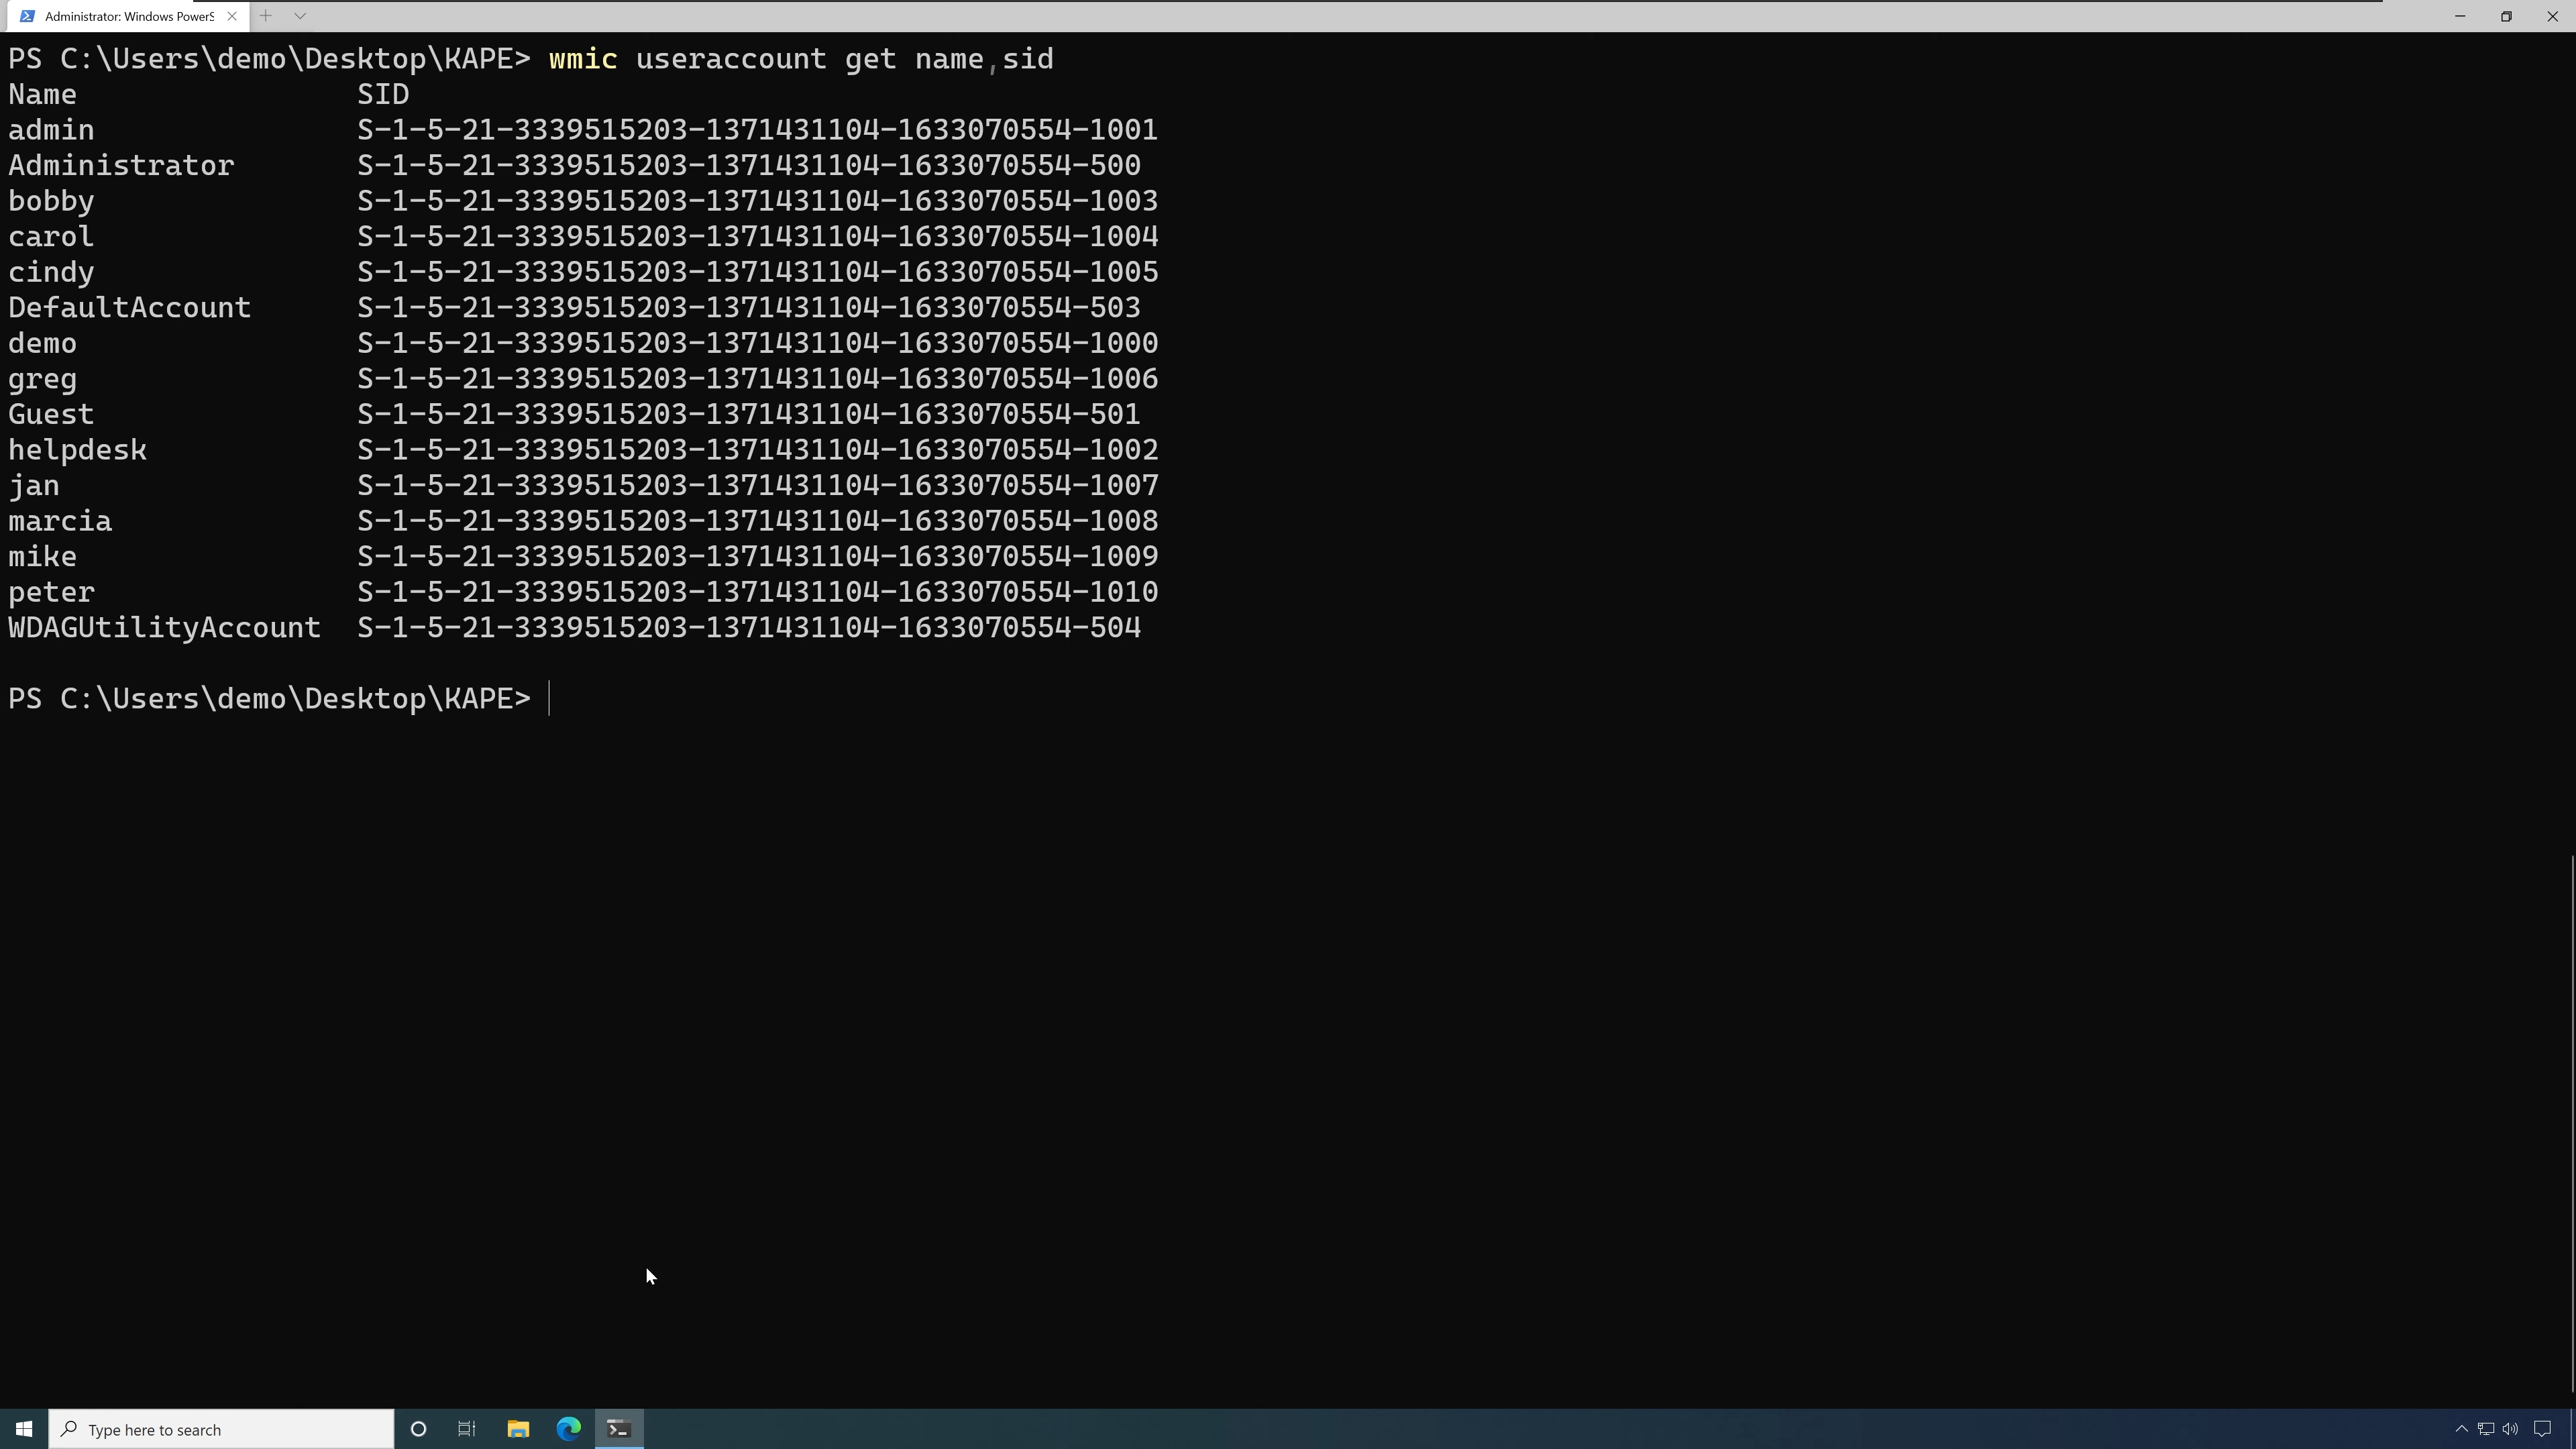 Administrator: Windows PowerS
PS C:\Users\demo\Desktop\KAPE> wmic useraccount get name,sid
Name                SID
admin               S-1-5-21-3339515203-1371431104-1633070554-1001
Administrator       S-1-5-21-3339515203-1371431104-1633070554-500
bobby               S-1-5-21-3339515203-1371431104-1633070554-1003
carol               S-1-5-21-3339515203-1371431104-1633070554-1004
cindy               S-1-5-21-3339515203-1371431104-1633070554-1005
DefaultAccount      S-1-5-21-3339515203-1371431104-1633070554-503
demo                S-1-5-21-3339515203-1371431104-1633070554-1000
greg                S-1-5-21-3339515203-1371431104-1633070554-1006
Guest               S-1-5-21-3339515203-1371431104-1633070554-501
helpdesk            S-1-5-21-3339515203-1371431104-1633070554-1002
jan                 S-1-5-21-3339515203-1371431104-1633070554-1007
marcia              S-1-5-21-3339515203-1371431104-1633070554-1008
mike                S-1-5-21-3339515203-1371431104-1633070554-1009
peter               S-1-5-21-3339515203-1371431104-1633070554-1010
WDAGUtilityAccount  S-1-5-21-3339515203-1371431104-1633070554-504
PS C:\Users\demo\Desktop\KAPE>
Type here to search